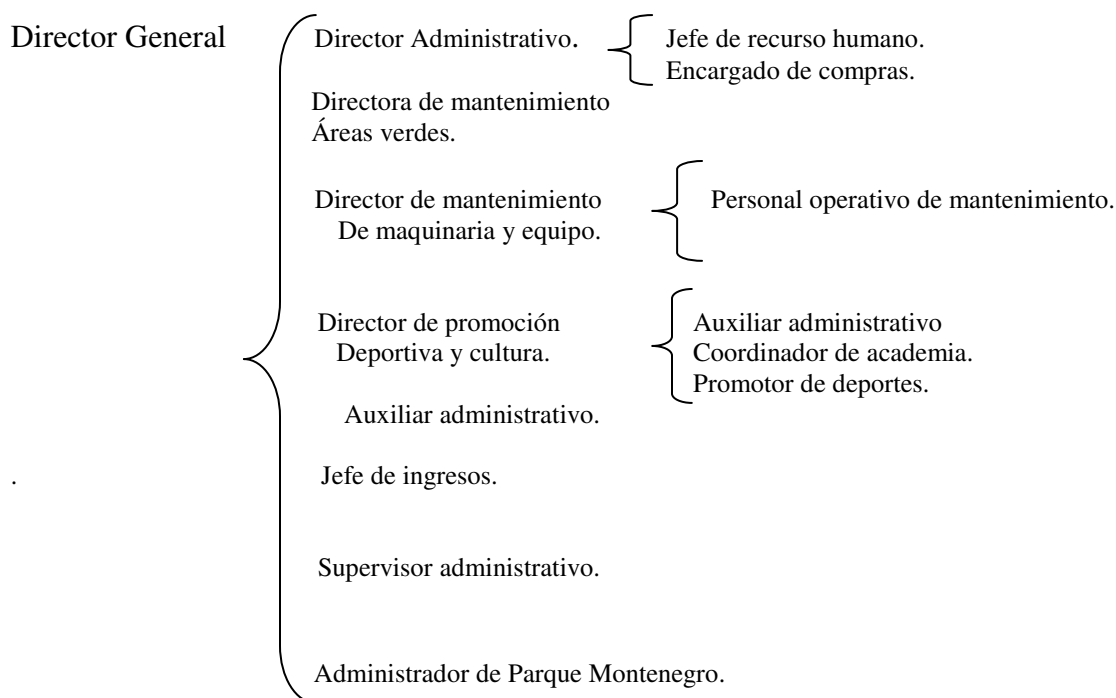 Director General
Director Administrativo.
Jefe de recurso humano.
Encargado de compras.
Directora de mantenimiento
Áreas verdes.
Director de mantenimiento
De maquinaria y equipo.
Personal operativo de mantenimiento.
Director de promoción
Deportiva y cultura.
Auxiliar administrativo
Coordinador de academia.
Promotor de deportes.
Auxiliar administrativo.
.
Jefe de ingresos.
Supervisor administrativo.
Administrador de Parque Montenegro.